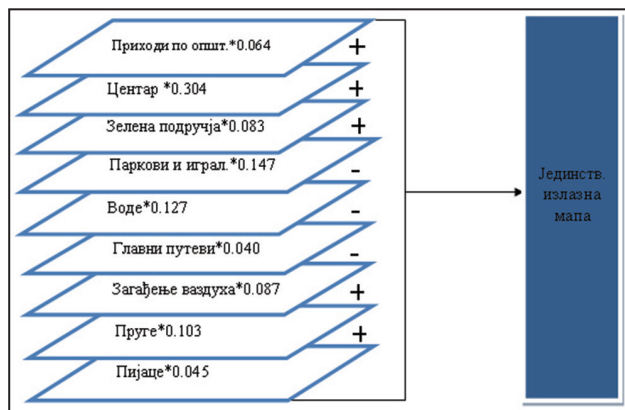 Приходи по општ.*0.064
+
Центар *0.304
+
Зелена подручја*0.083
+
Паркови и играл.*0.147
-
Воде*0.127
-
Главни путеви*0.040
-
Загађење ваздуха*0.087
+
Пруге*0.103
+
Пијаце*0.045
Јединств.
излазна
мапа